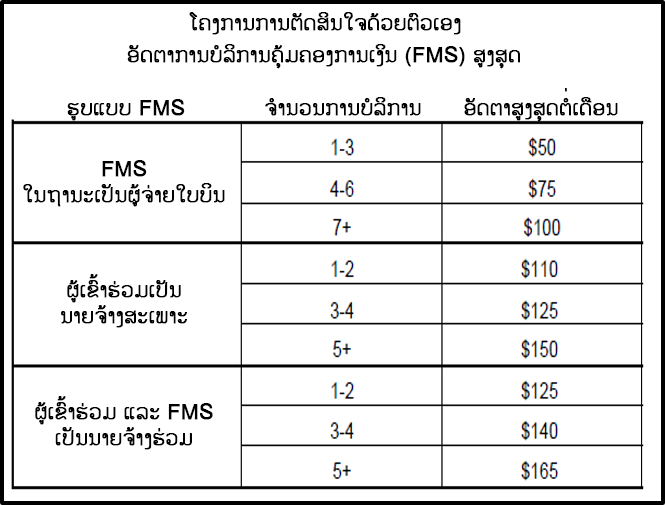 ໂຄງການການຕັດສິນໃຈດ້ວຍຕົວເອງ
ອັດຕາການບໍລິການຄຸ້ມຄອງການເງິນ (FMS) ສູງສຸດ
ຮູບແບບ FMS ຈຳນວນການບໍລິການ ອັດຕາສູງສຸດຕໍ່ເດືອນ
FMS
ໃນຖານະເປັນຜູ້ຈ່າຍໃບບິນ
1-3 $50
4-6 $75
7+ $100
ຜູ້ເຂົ້າຮ່ວມເປັນ
ນາຍຈ້າງສະເພາະ
1-2 $110
3-4 $125
5+ $150
ຜູ້ເຂົ້າຮ່ວມ ແລະ FMS
ເປັນນາຍຈ້າງຮ່ວມ
1-2 $125
3-4 $140
5+ $165